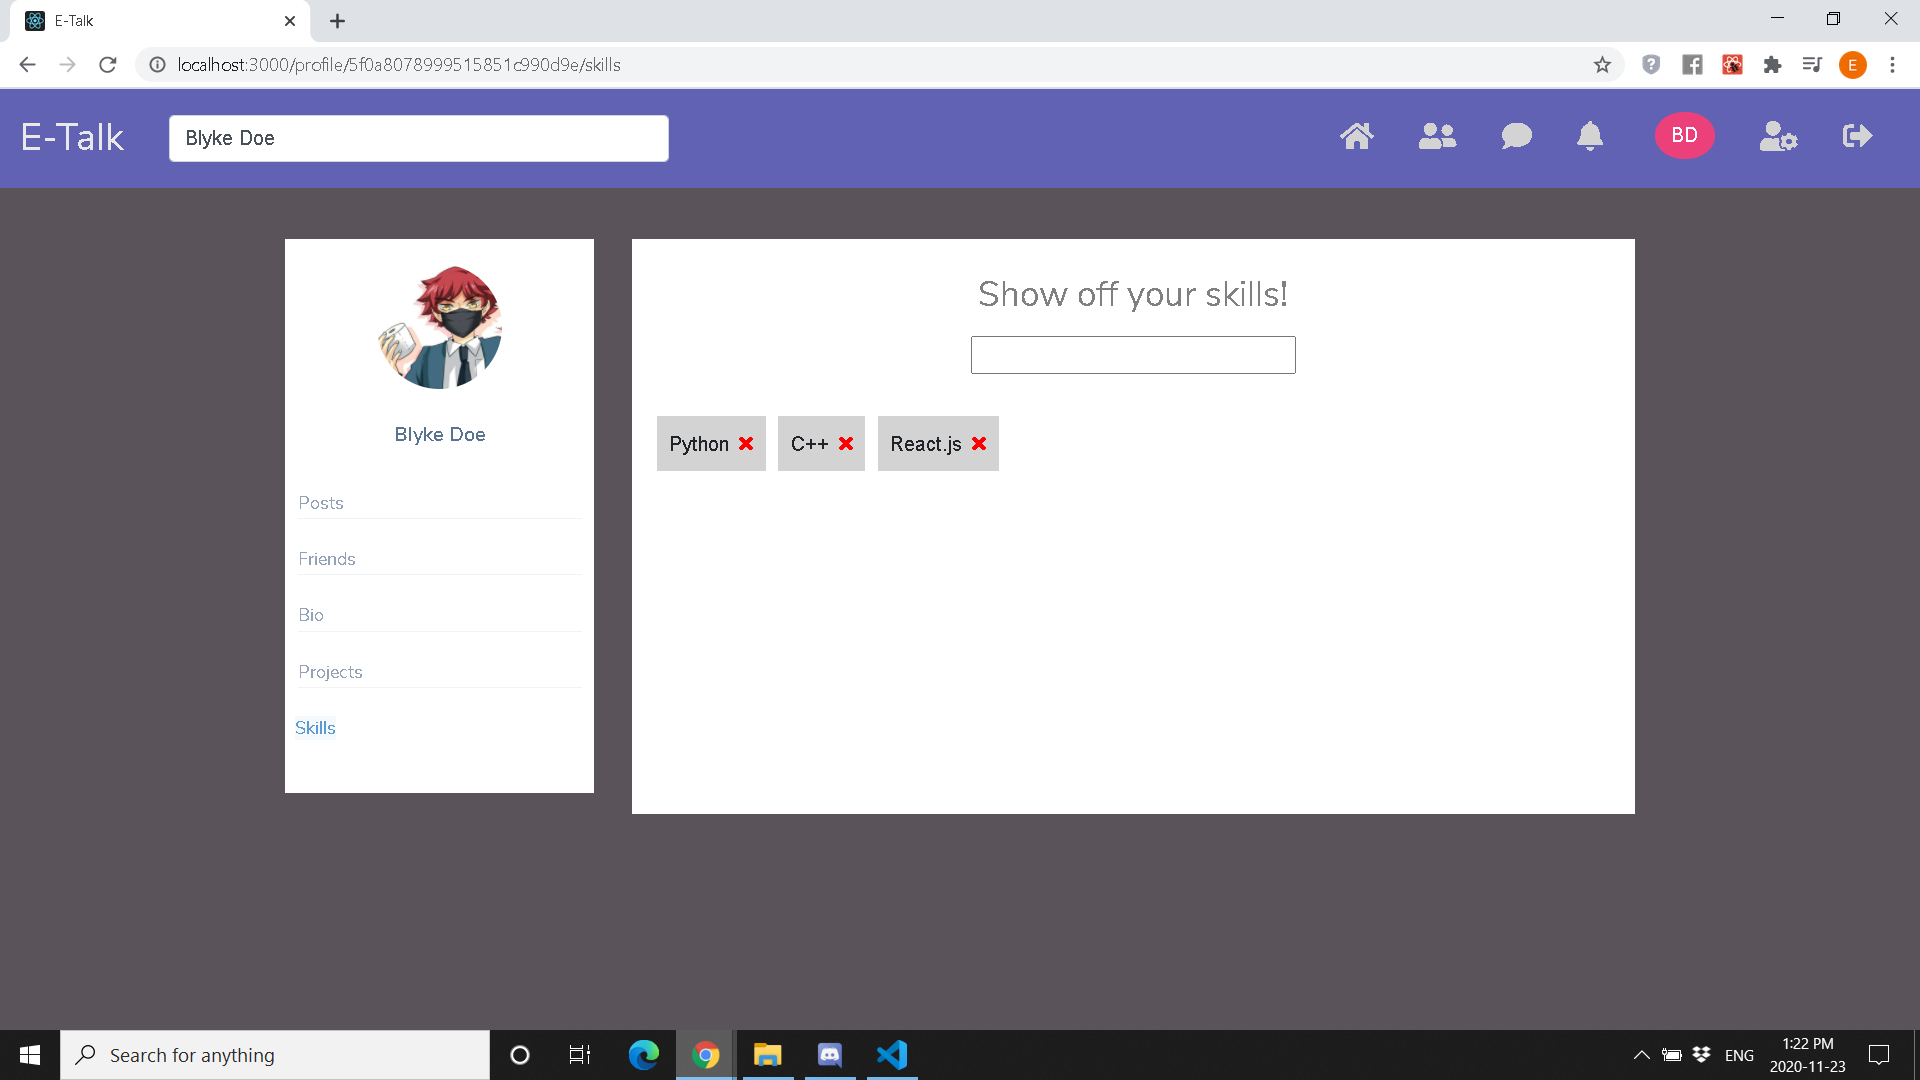 E-Talk
localhost:3000/profile/5f0a8078999515851c990d9e/skills
E
E-Talk
Blyke Doe
BD
Blyke Doe
Posts
Friends
Bio
Projects
Skills
Show off your skills!
Python
C++
React.js
Search for anything
ENG
1:22 PM
2020-11-23